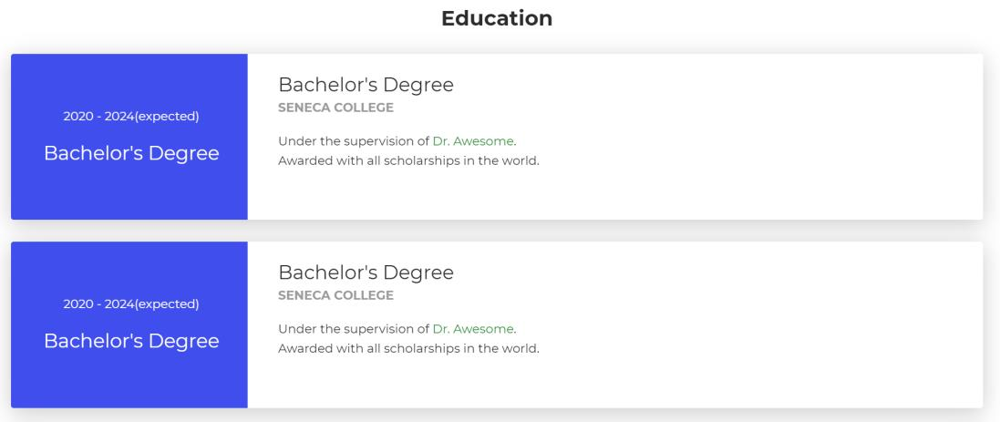 Education
2020 - 2024(expected)
Bachelor's Degree
Bachelor's Degree
SENECA COLLEGE
Under the supervision of Dr. Awesome.
Awarded with all scholarships in the world.
2020 - 2024(expected)
Bachelor's Degree
Bachelor's Degree
SENECA COLLEGE
Under the supervision of Dr. Awesome.
Awarded with all scholarships in the world.